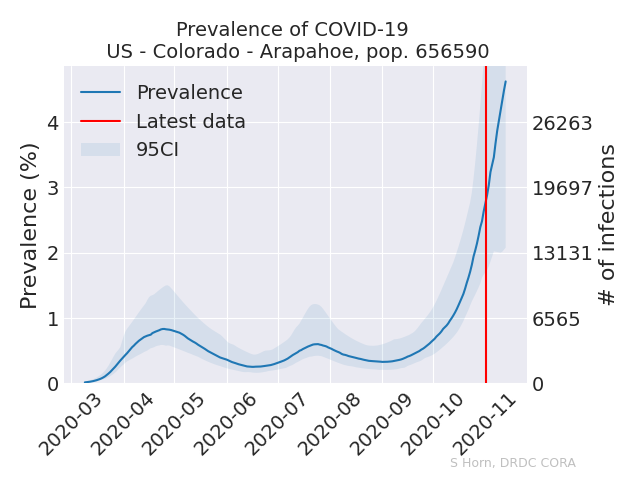 Prevalence of COVID-19
US - Colorado - Arapahoe, pop. 656590
Prevalence
Latest data
95CI
Prevalence (%)
4
3
2
1
0
26263
19697
13131
6565
0
# of infections
2020-03
2020-04
2020-05
2020-06
2020-07
2020-08
2020-09
2020-10
2020-11
S Horn, DRDC CORA